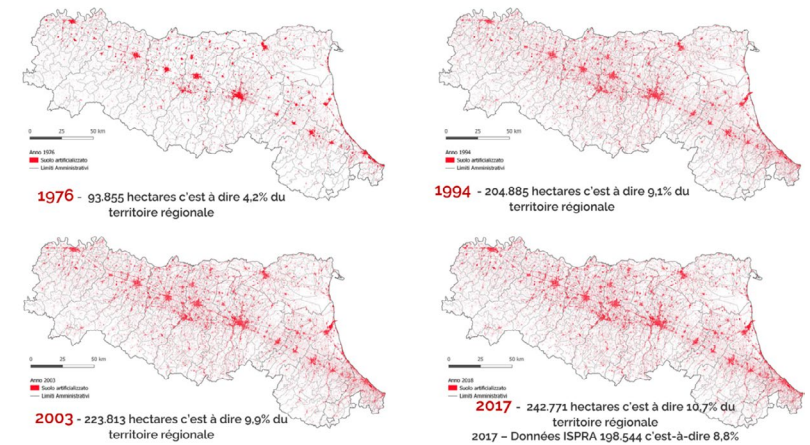 0 25 50 km
Anno 1976
Suolo artificializzato
Limiti Amministrativi
1976 - 93.855 hectares c'est à dire 4,2% du
territoire régionale
0 25 50 km
Anno 1994
Suolo artificializzato
Limiti Amministrativi
1994 - 204.885 hectares c'est à dire 9,1% du
territoire régionale
0 25 50 km
Anno 2003
Suolo artificializzato
Limiti Amministrativi
2003 - 223.813 hectares c'est à dire 9,9% du
territoire régionale
0 25 50 km
Anno 2018
Suolo artificializzato
Limiti Amministrativi
2017 - 242.771 hectares c'est à dire 10,7% du
territoire régionale
2017 – Données ISPRA 198.544 c'est-à-dire 8,8%